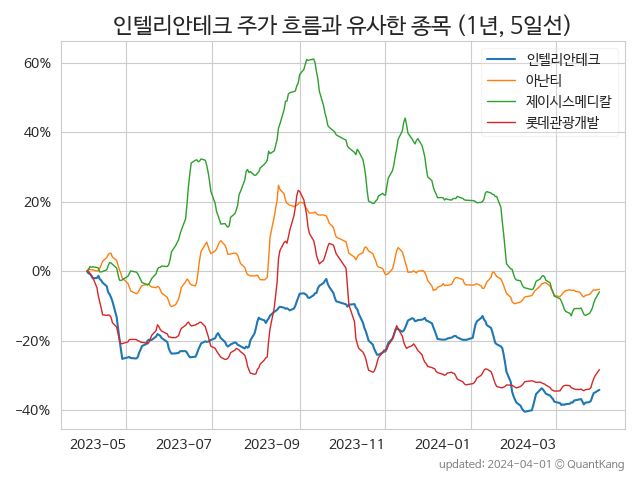 인텔리안테크 주가 흐름과 유사한 종목 (1년, 5일선)
인텔리안테크
아난티
제이시스메디칼
롯데관광개발
60%
40%
20%
0%
−20%
−40%
2023−05 2023−07 2023−09 2023−11 2024−01 2024−03
updated: 2024-04-01 © QuantKang